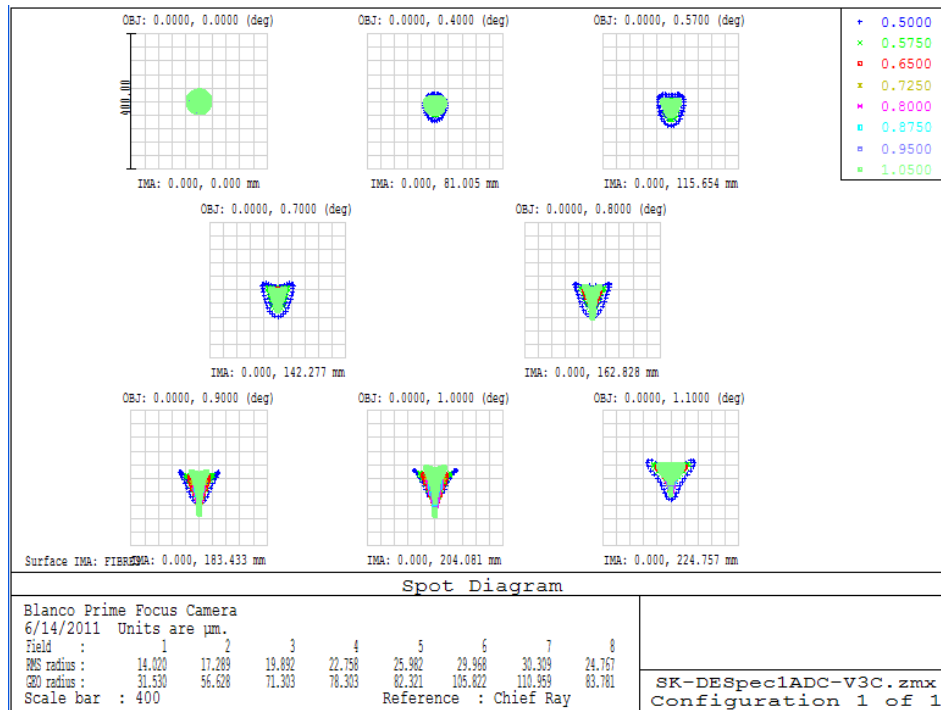 OBJ: 0.0000, 0.0000 (deg)
OBJ: 0.0000, 0.4000 (deg)
OBJ: 0.0000, 0.5700 (deg)
0.5000
0.5750
0.6500
0.7250
0.8000
0.8750
0.9500
1.0500
400.00
IMA: 0.000, 0.000 mm
IMA: 0.000, 81.005 mm
IMA: 0.000, 115.654 mm
OBJ: 0.0000, 0.7000 (deg)
OBJ: 0.0000, 0.8000 (deg)
IMA: 0.000, 142.277 mm
IMA: 0.000, 162.828 mm
OBJ: 0.0000, 0.9000 (deg)
OBJ: 0.0000, 1.0000 (deg)
OBJ: 0.0000, 1.1000 (deg)
Surface IMA: FIBRES
IMA: 0.000, 183.433 mm
IMA: 0.000, 204.081 mm
IMA: 0.000, 224.757 mm
Spot Diagram
Blanco Prime Focus Camera
6/14/2011 Units are µm.
Field : 1 2 3 4 5 6 7 8
RMS radius : 14.020 17.289 19.892 22.758 25.982 29.968 30.309 24.767
GEO radius : 31.530 56.628 71.303 78.303 82.321 105.822 110.959 83.781
Scale bar : 400 Reference : Chief Ray
SK-DESpec1ADC-V3C.zmx
Configuration 1 of 1